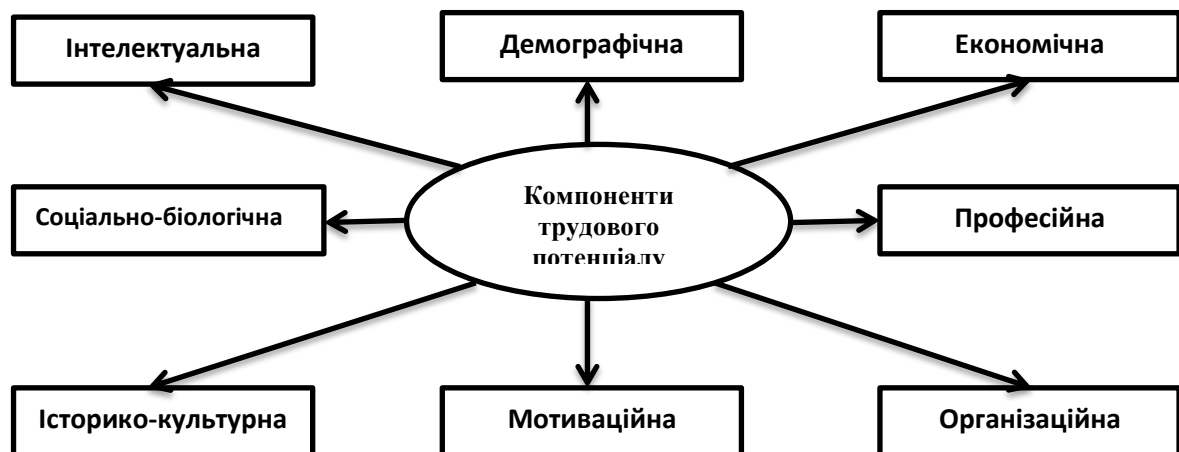 Інтелектуальна
Демографічна
Економічна
Соціально-біологічна
Компоненти
трудового
потенціалу
Професійна
Історико-культурна
Мотиваційна
Організаційна